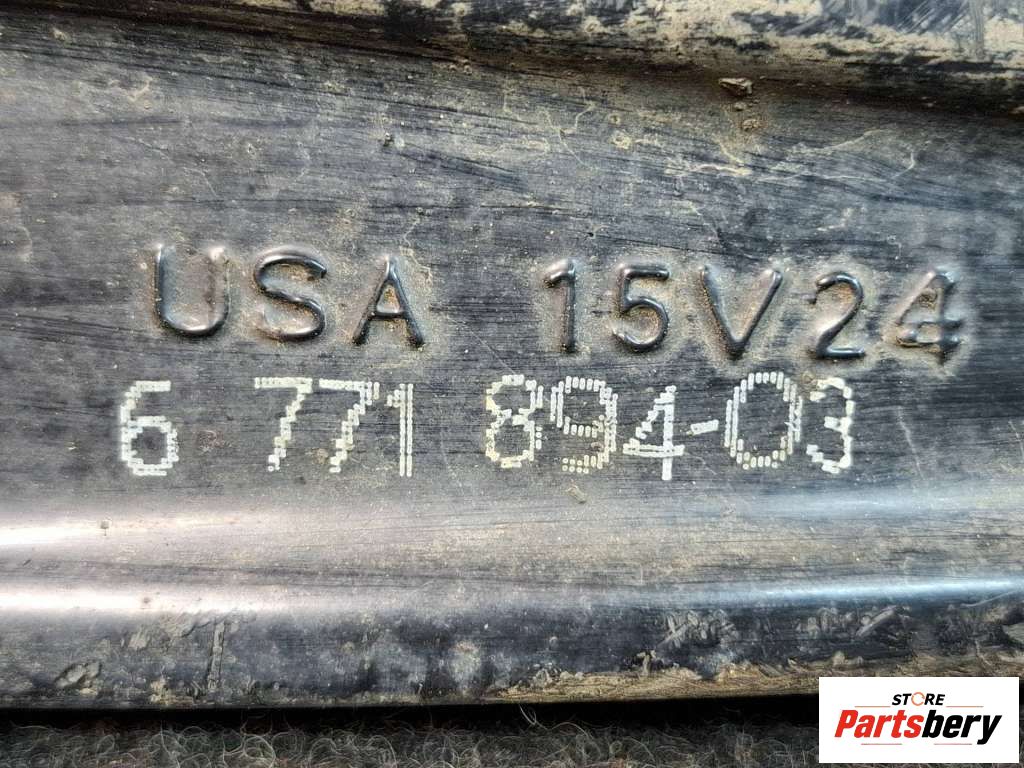 USA 15V24
6 771 894-03
STORE
Partsbery